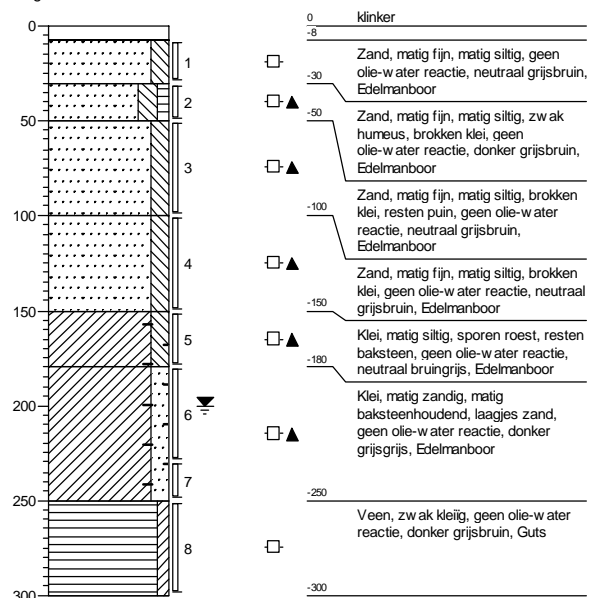 0
klinker
0
-8
Zand, matig fijn, matig siltig, geen
olie-water reactie, neutraal grijsbruin,
Edelmanboor
1
-30
2
Zand, matig fijn, matig siltig, zwak
humeus, brokken klei, geen
olie-water reactie, donker grijsbruin,
Edelmanboor
50
-50
3
Zand, matig fijn, matig siltig, brokken
klei, resten puin, geen olie-water
reactie, neutraal grijsbruin,
Edelmanboor
100
-100
4
Zand, matig fijn, matig siltig, brokken
klei, geen olie-water reactie, neutraal
grijsbruin, Edelmanboor
150
-150
5
Klei, matig siltig, sporen roest, resten
baksteen, geen olie-water reactie,
neutraal bruingrijs, Edelmanboor
-180
6
200
Klei, matig zandig, matig
baksteenhoudend, laagjes zand,
geen olie-water reactie, donker
grijsgrijs, Edelmanboor
7
250
-250
8
Veen, zwak kleiïg, geen olie-water
reactie, donker grijsbruin, Guts
300
-300